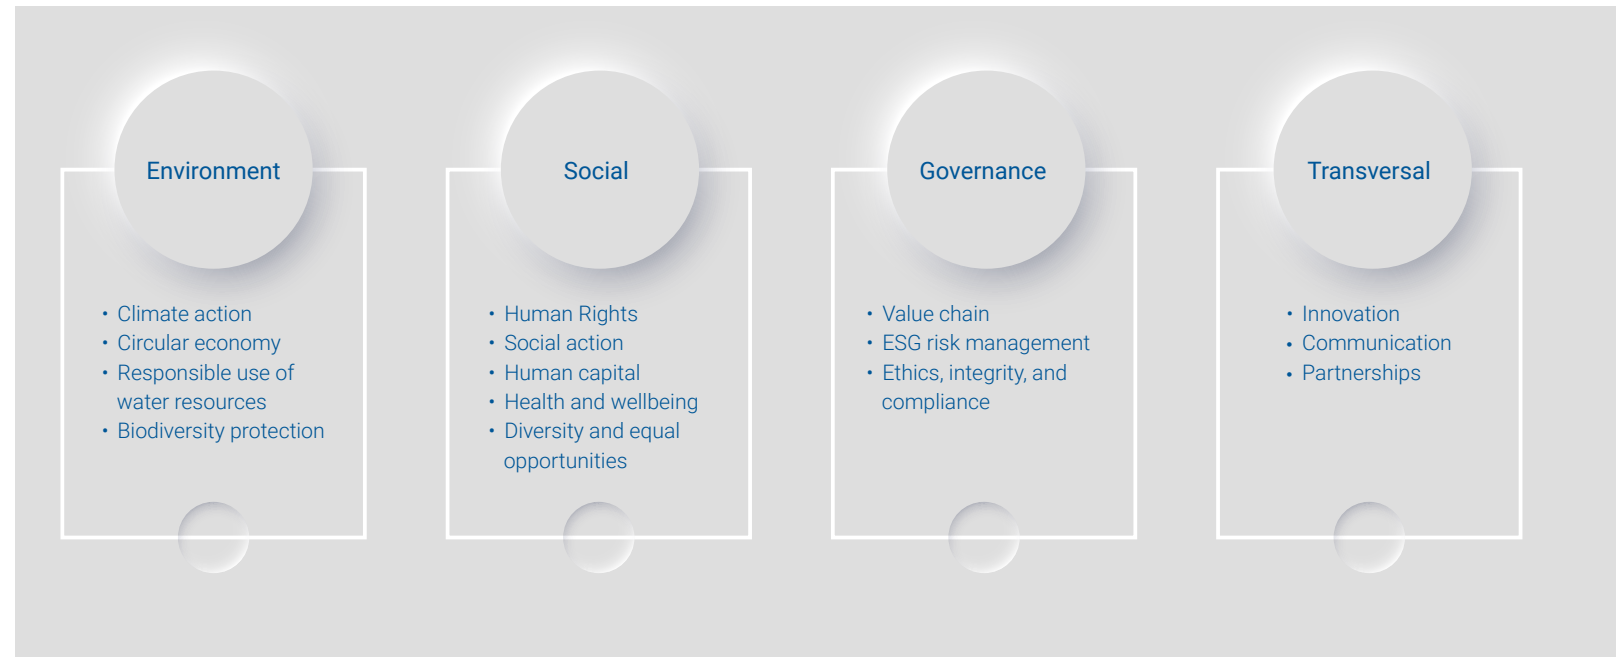 Environment
• Climate action
• Circular economy
• Responsible use of
water resources
• Biodiversity protection
Social
• Human Rights
• Social action
• Human capital
• Health and wellbeing
• Diversity and equal
opportunities
Governance
• Value chain
• ESG risk management
• Ethics, integrity, and
compliance
Transversal
• Innovation
• Communication
• Partnerships